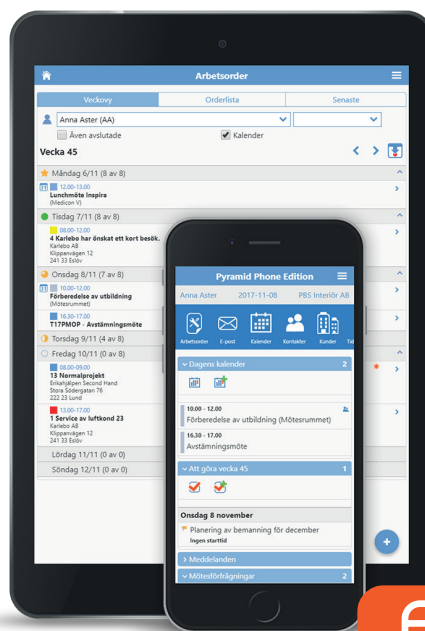 Arbetsorder
Veckovy Orderlista Senaste
Anna Aster (AA)
Även avslutade Kalender
Vecka 45
Måndag 6/11 (8 av 8)
12.00-13.00
Lunchmöte Inspira
(Medicon V)
Tisdag 7/11 (8 av 8)
08.00-12.00
4 Karlebo har önskat ett kort besök.
Karlebo AB
Klippanvägen 12
241 33 Eslöv
Onsdag 8/11 (7 av 8)
10.00-12.00
Förberedelse av utbildning
(Mötesrummet)
16.30-17.00
T17PMOP - Avstämningsmöte
Torsdag 9/11 (4 av 8)
Fredag 10/11 (0 av 8)
08.00-09.00
13 Normalprojekt
Erikshjälpen Second Hand
Stora Södergatan 76
222 23 Lund
13.00-17.00
1 Service av luftkond 23
Karlebo AB
Klippanvägen 12
241 33 Eslöv
Lördag 11/11 (0 av 0)
Söndag 12/11 (0 av 0)
+
Pyramid Phone Edition
Anna Aster 2017-11-08 PBS Interiör AB
Arbetsorder E-post Kalender Kontakter Kunder Tid
Dagens kalender 2
10.00 - 12.00
Förberedelse av utbildning (Mötesrummet)
16.30 - 17.00
Avstämningsmöte
Att göra vecka 45 1
Onsdag 8 november
Planering av bemanning för december
Ingen starttid
Meddelanden
Mötesförfrågningar 2